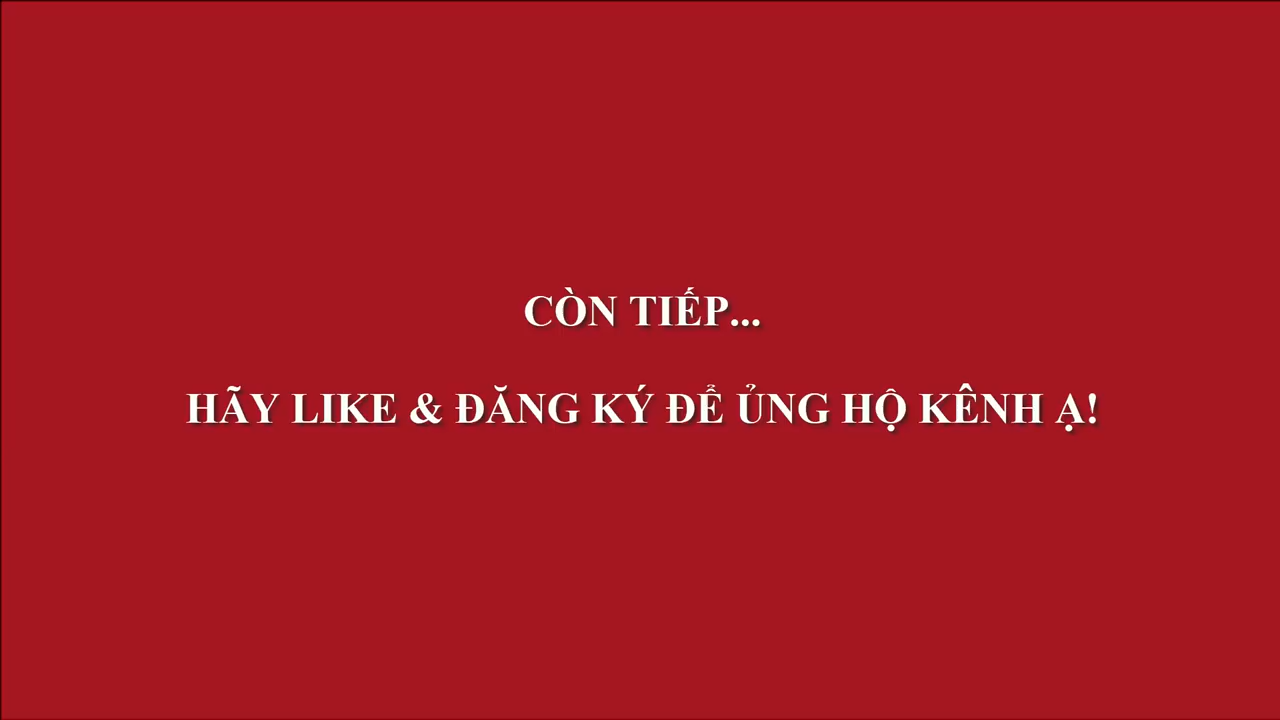 CÒN TIẾP...
HÃY LIKE & ĐĂNG KÝ ĐỂ ỦNG HỘ KÊNH Ạ!